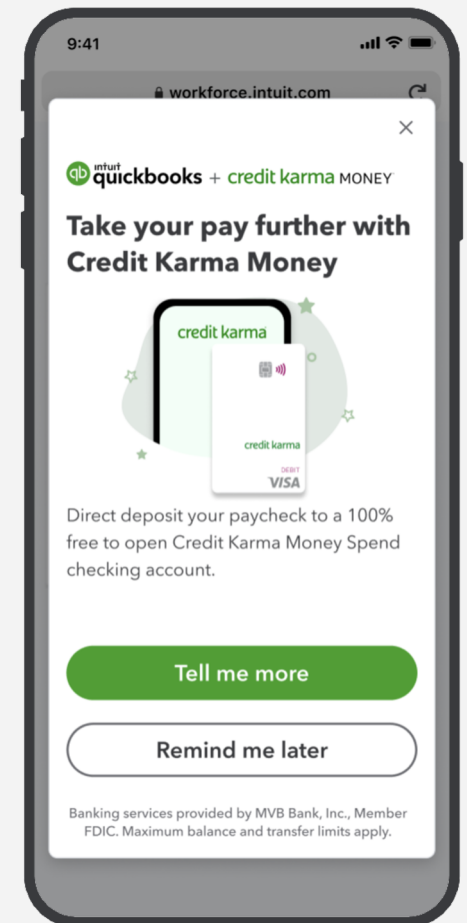 9:41
workforce.intuit.com
intuit
qb quickbooks + credit karma MONEY
Take your pay further with
Credit Karma Money
credit karma
credit karma
DEBIT
VISA
Direct deposit your paycheck to a 100%
free to open Credit Karma Money Spend
checking account.
Tell me more
Remind me later
Banking services provided by MVB Bank, Inc., Member
FDIC. Maximum balance and transfer limits apply.